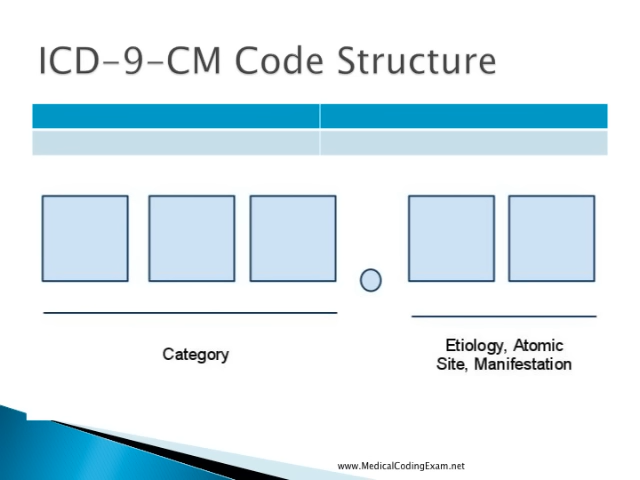 ICD-9-CM Code Structure
Category
Etiology, Atomic
Site, Manifestation
www.MedicalCodingExam.net